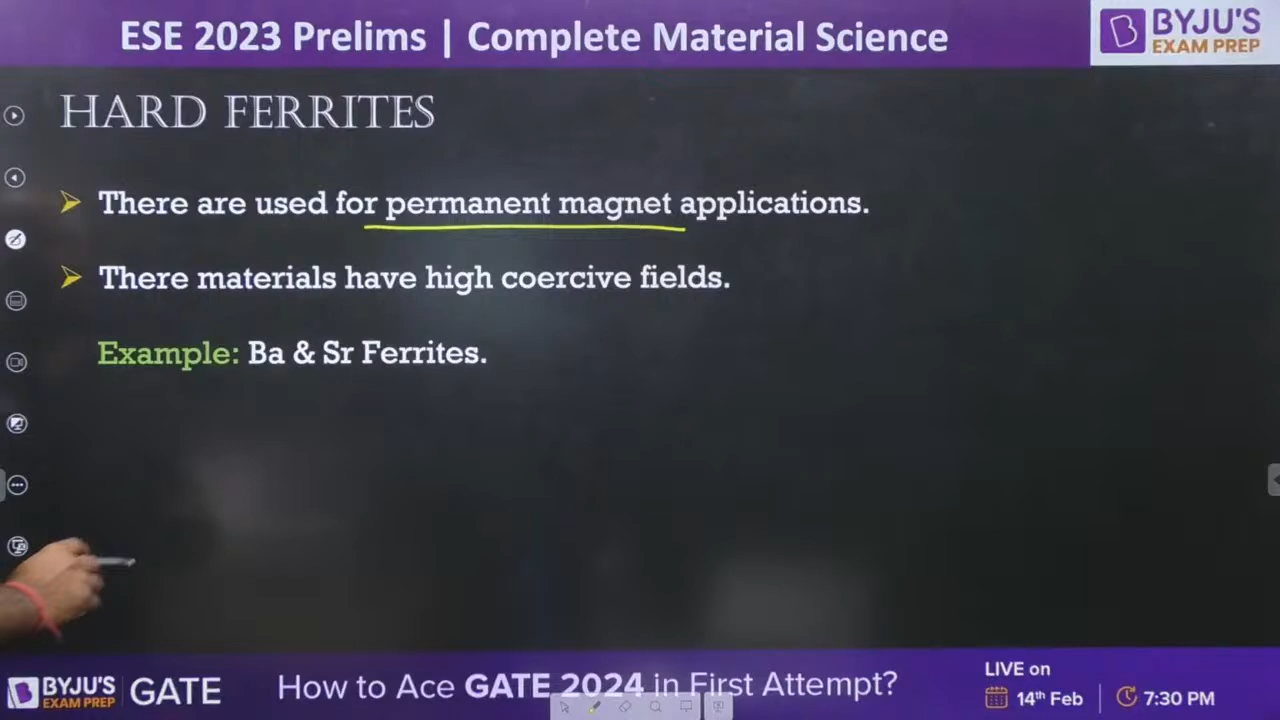 ESE 2023 Prelims | Complete Material Science
BYJU'S
EXAM PREP
HARD FERRITES
There are used for permanent magnet applications.
There materials have high coercive fields.
Example: Ba & Sr Ferrites.
BYJU'S
EXAM PREP
GATE
How to Ace GATE 2024 in First Attempt?
LIVE on
14th Feb
7:30 PM